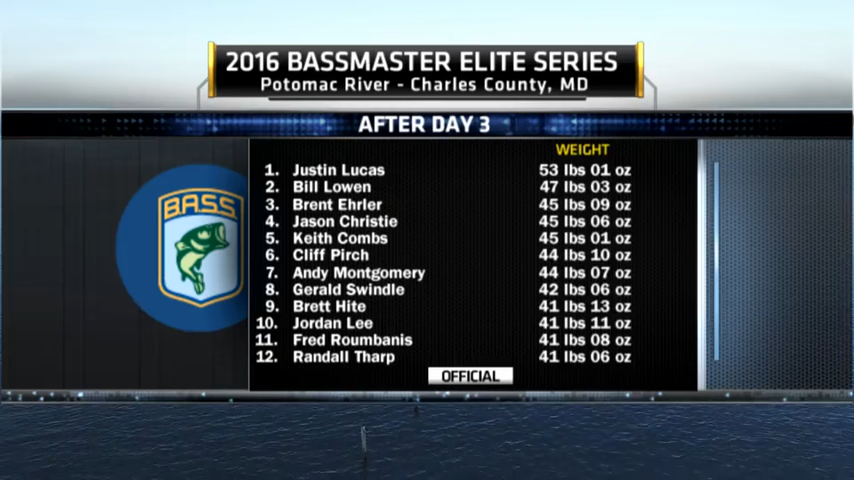 2016 BASSMASTER ELITE SERIES
Potomac River - Charles County, MD
AFTER DAY 3
WEIGHT
1. Justin Lucas 53 lbs 01 oz
2. Bill Lowen 47 lbs 03 oz
3. Brent Ehrler 45 lbs 09 oz
4. Jason Christie 45 lbs 06 oz
5. Keith Combs 45 lbs 01 oz
6. Cliff Pirch 44 lbs 10 oz
7. Andy Montgomery 44 lbs 07 oz
8. Gerald Swindle 42 lbs 06 oz
9. Brett Hite 41 lbs 13 oz
10. Jordan Lee 41 lbs 11 oz
11. Fred Roumbanis 41 lbs 08 oz
12. Randall Tharp 41 lbs 06 oz
B.A.S.S.
OFFICIAL